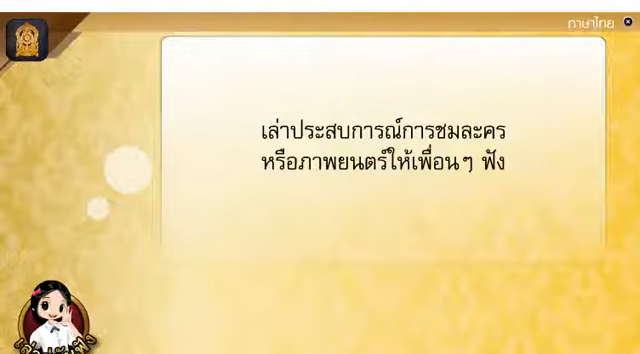 ภาษาไทย
เล่าประสบการณ์การชมละคร
หรือภาพยนตร์ให้เพื่อนๆ ฟัง